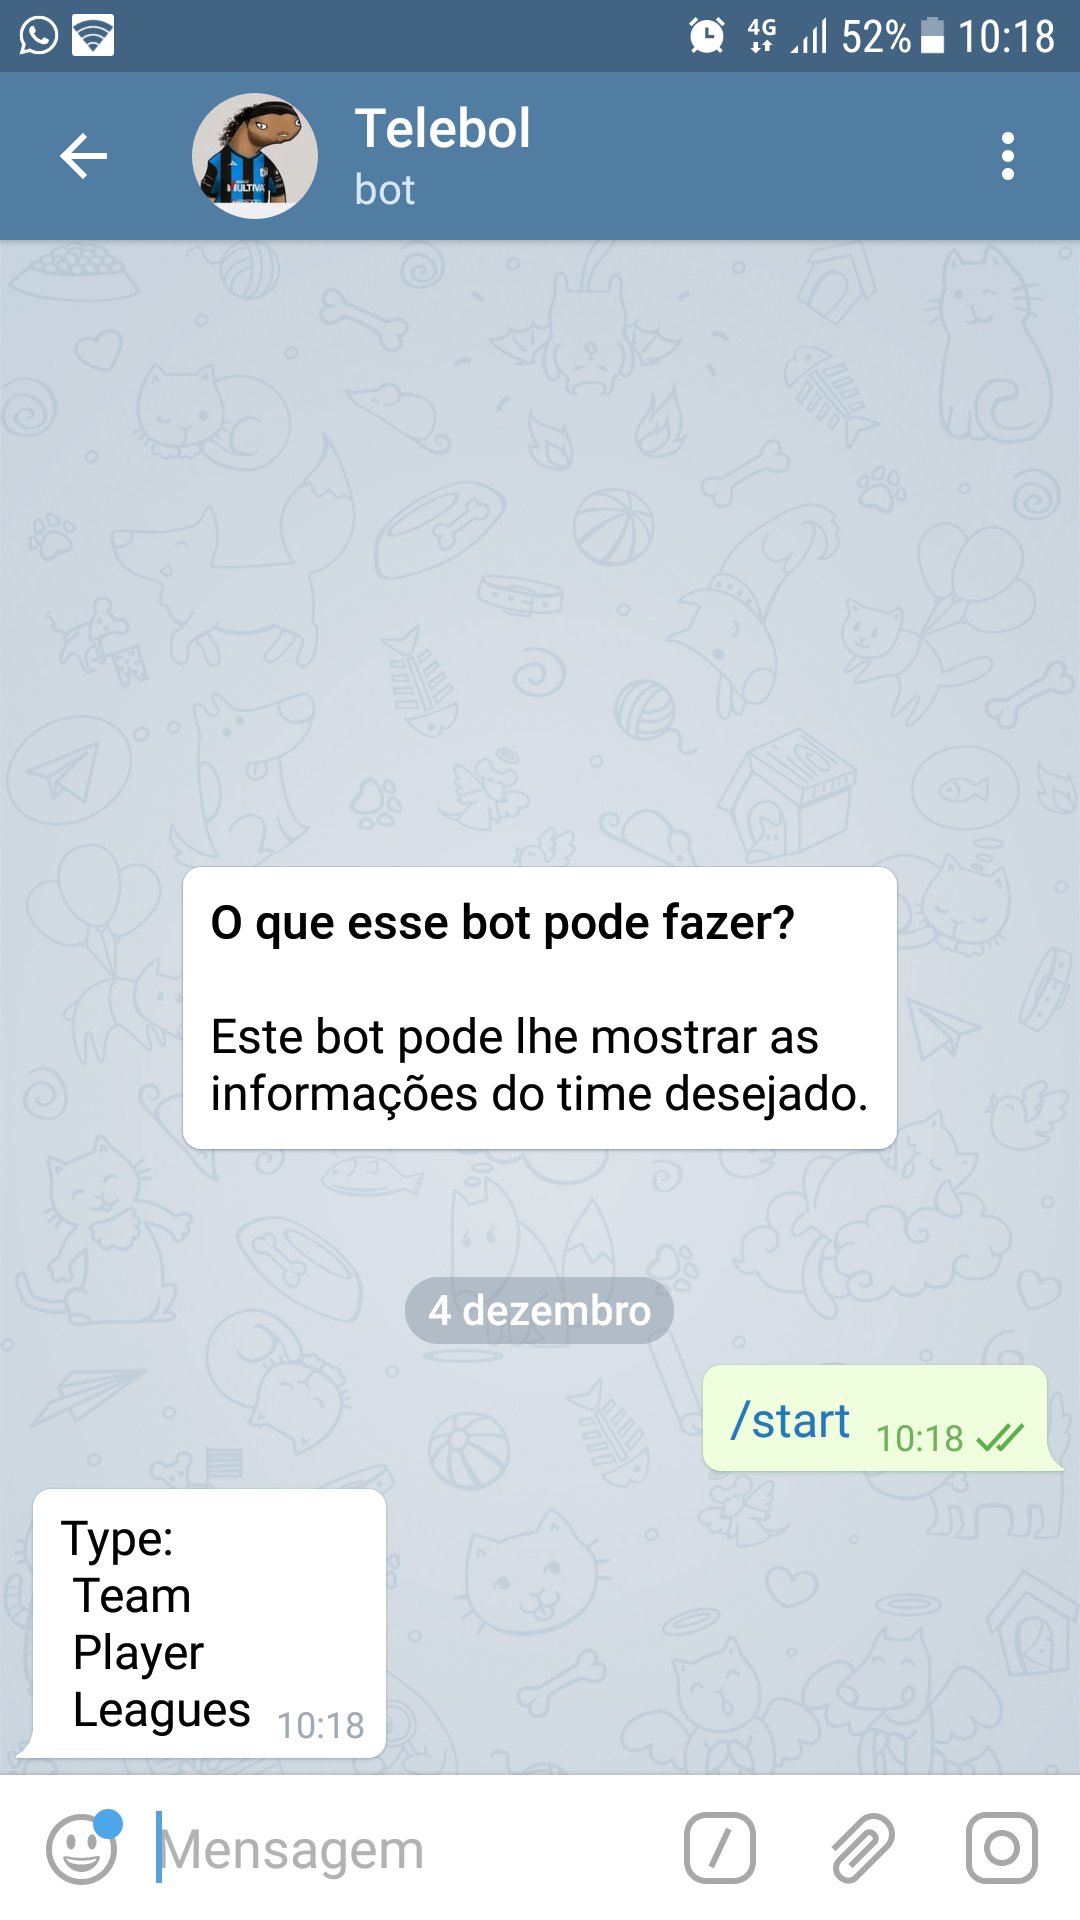 4G 52% 10:18
Telebol
bot
MULTIVA
O que esse bot pode fazer?
Este bot pode lhe mostrar as
informações do time desejado.
4 dezembro
/start 10:18
Type:
Team
Player
Leagues 10:18
Mensagem